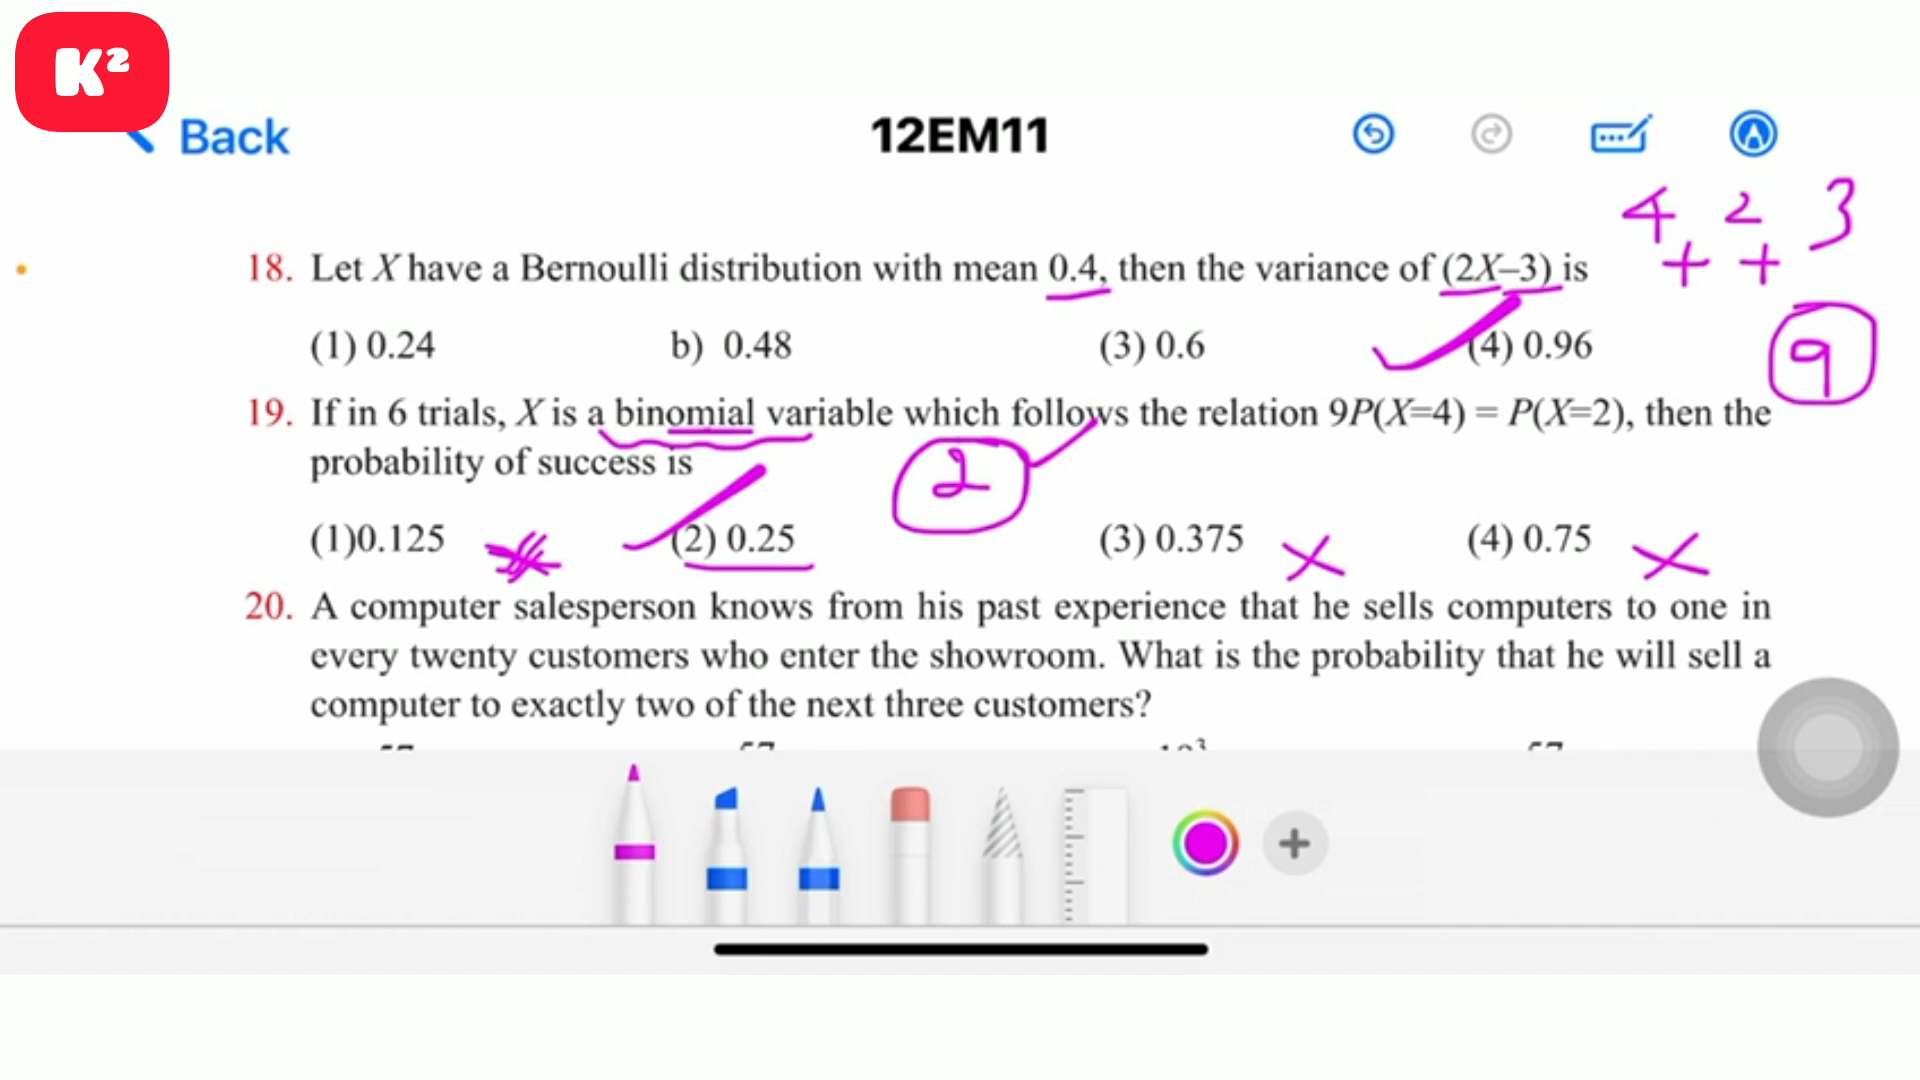 K²
Back
12EM11
4 2 3
+ +
18. Let X have a Bernoulli distribution with mean 0.4, then the variance of (2X–3) is
(1) 0.24 b) 0.48 (3) 0.6 (4) 0.96
9
19. If in 6 trials, X is a binomial variable which follows the relation 9P(X=4) = P(X=2), then the
probability of success is
2
(1)0.125 (2) 0.25 (3) 0.375 (4) 0.75
20. A computer salesperson knows from his past experience that he sells computers to one in
every twenty customers who enter the showroom. What is the probability that he will sell a
computer to exactly two of the next three customers?